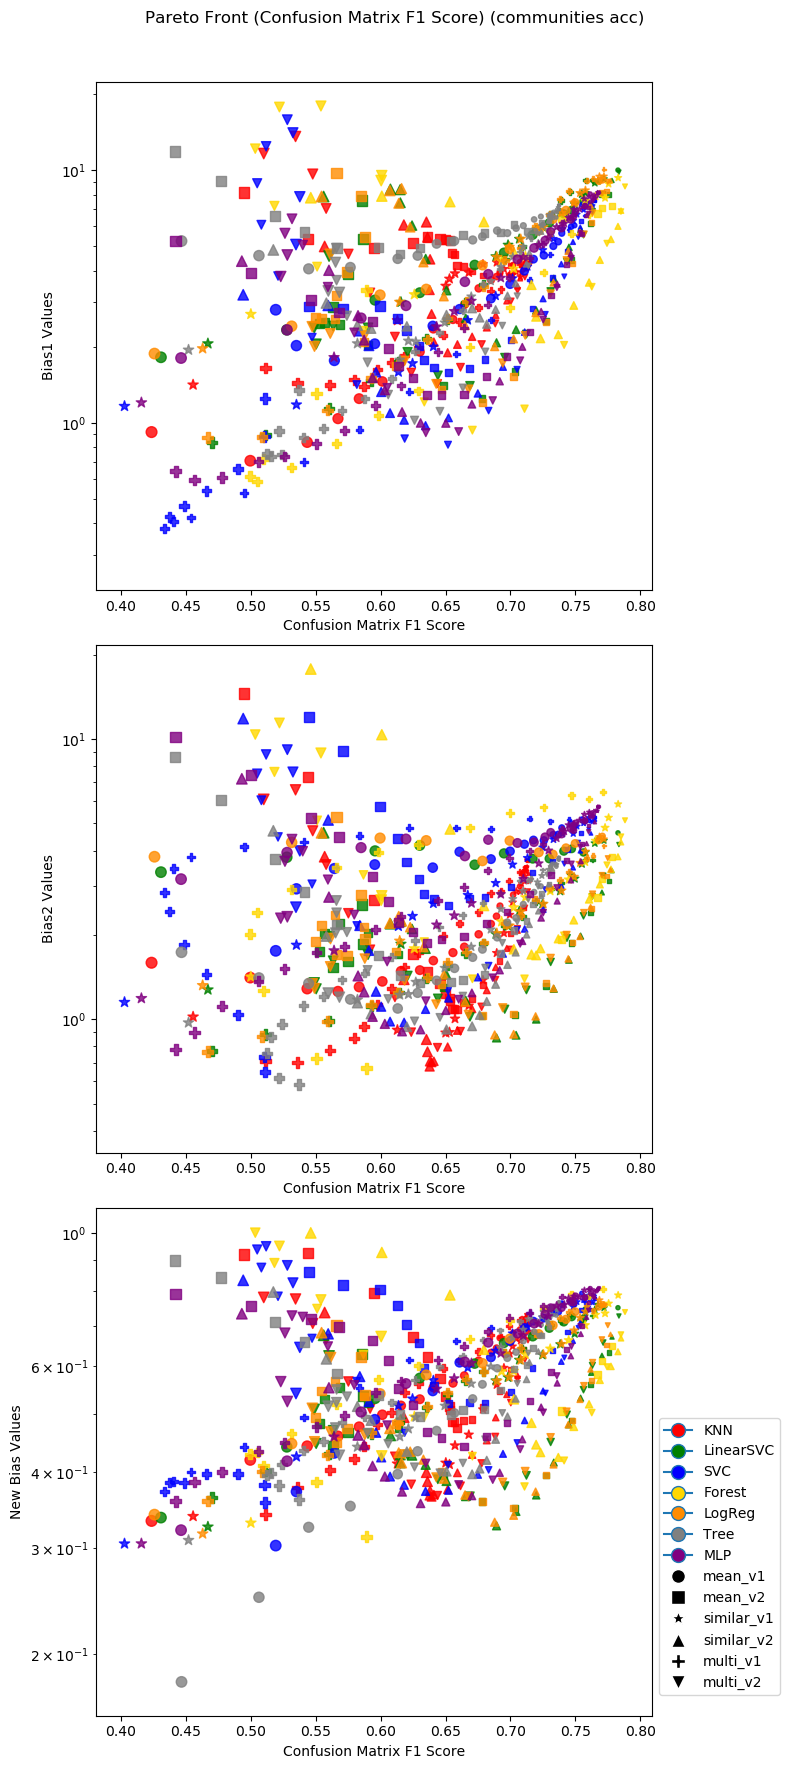 Pareto Front (Confusion Matrix F1 Score) (communities acc)
10¹
10⁰
Bias1 Values
0.40 0.45 0.50 0.55 0.60 0.65 0.70 0.75 0.80
Confusion Matrix F1 Score
10¹
10⁰
Bias2 Values
0.40 0.45 0.50 0.55 0.60 0.65 0.70 0.75 0.80
Confusion Matrix F1 Score
10⁰
6 × 10⁻¹
4 × 10⁻¹
3 × 10⁻¹
2 × 10⁻¹
New Bias Values
0.40 0.45 0.50 0.55 0.60 0.65 0.70 0.75 0.80
Confusion Matrix F1 Score
KNN
LinearSVC
SVC
Forest
LogReg
Tree
MLP
mean_v1
mean_v2
similar_v1
similar_v2
multi_v1
multi_v2